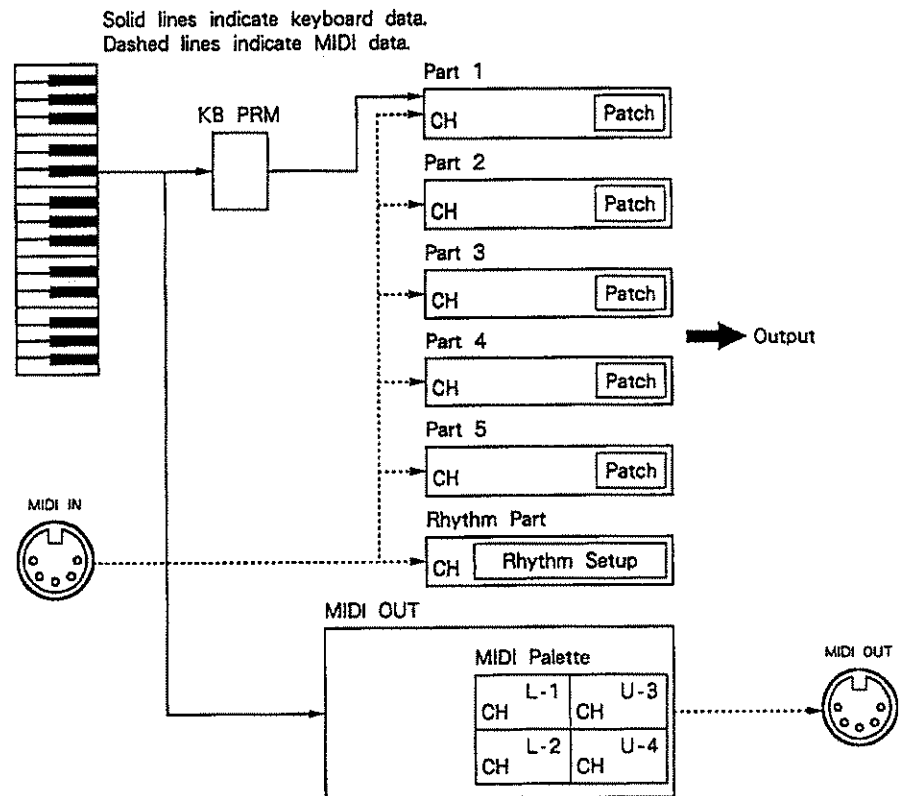 Solid lines indicate keyboard data.
Dashed lines indicate MIDI data.
KB PRM
Part 1
CH
Patch
Part 2
CH
Patch
Part 3
CH
Patch
Output
Part 4
CH
Patch
Part 5
CH
Patch
MIDI IN
Rhythm Part
CH
Rhythm Setup
MIDI OUT
MIDI Palette
L-1
CH
U-3
CH
L-2
CH
U-4
CH
MIDI OUT